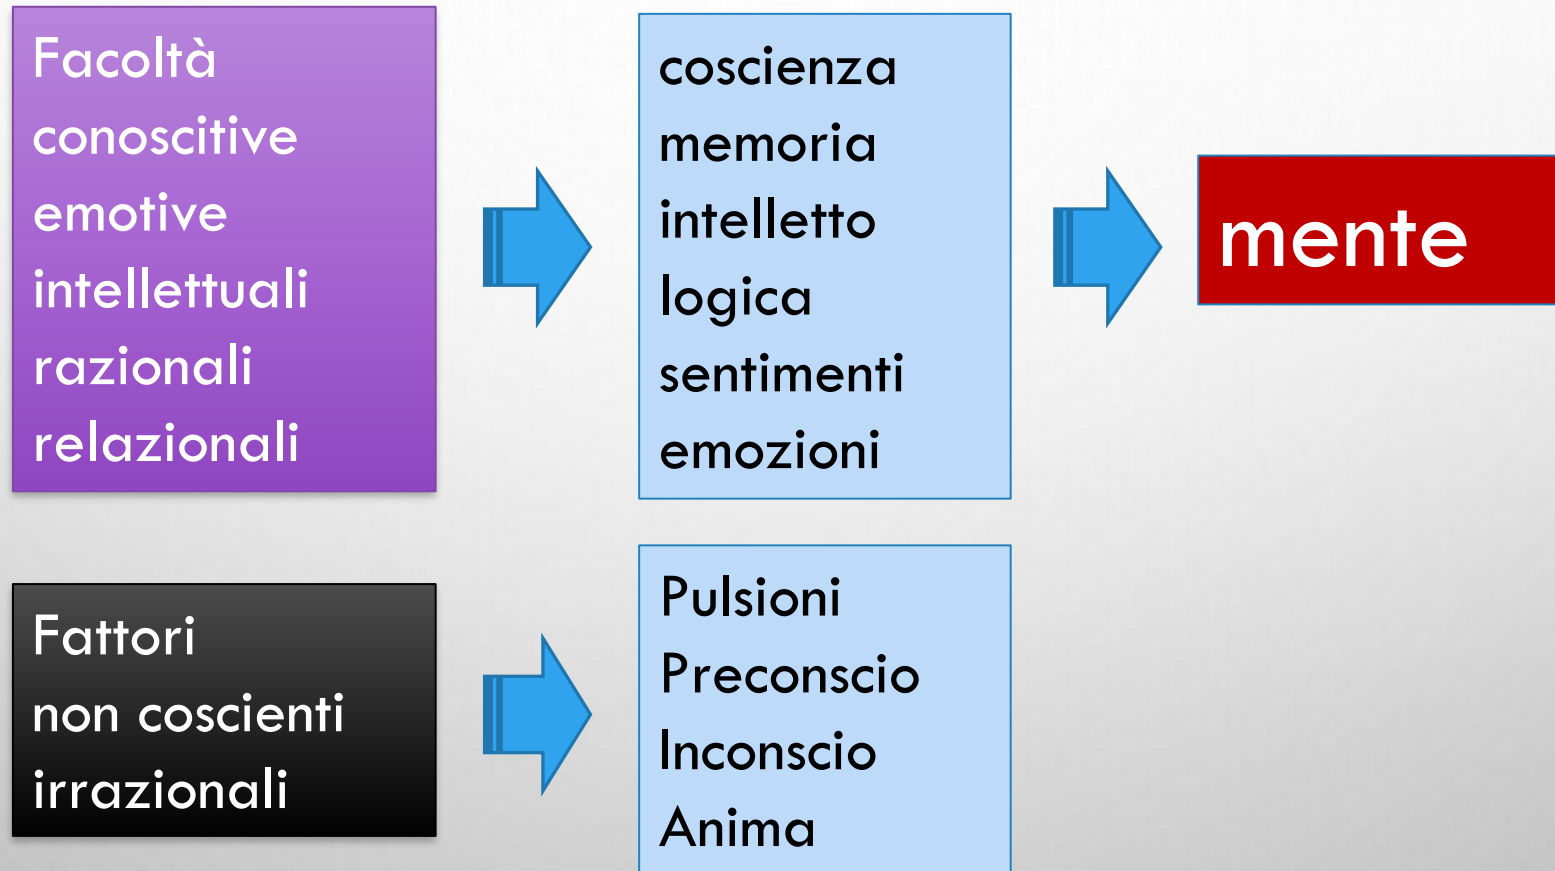 Facoltà
conoscitive
emotive
intellettuali
razionali
relazionali
coscienza
memoria
intelletto
logica
sentimenti
emozioni
mente
Fattori
non coscienti
irrazionali
Pulsioni
Preconscio
Inconscio
Anima